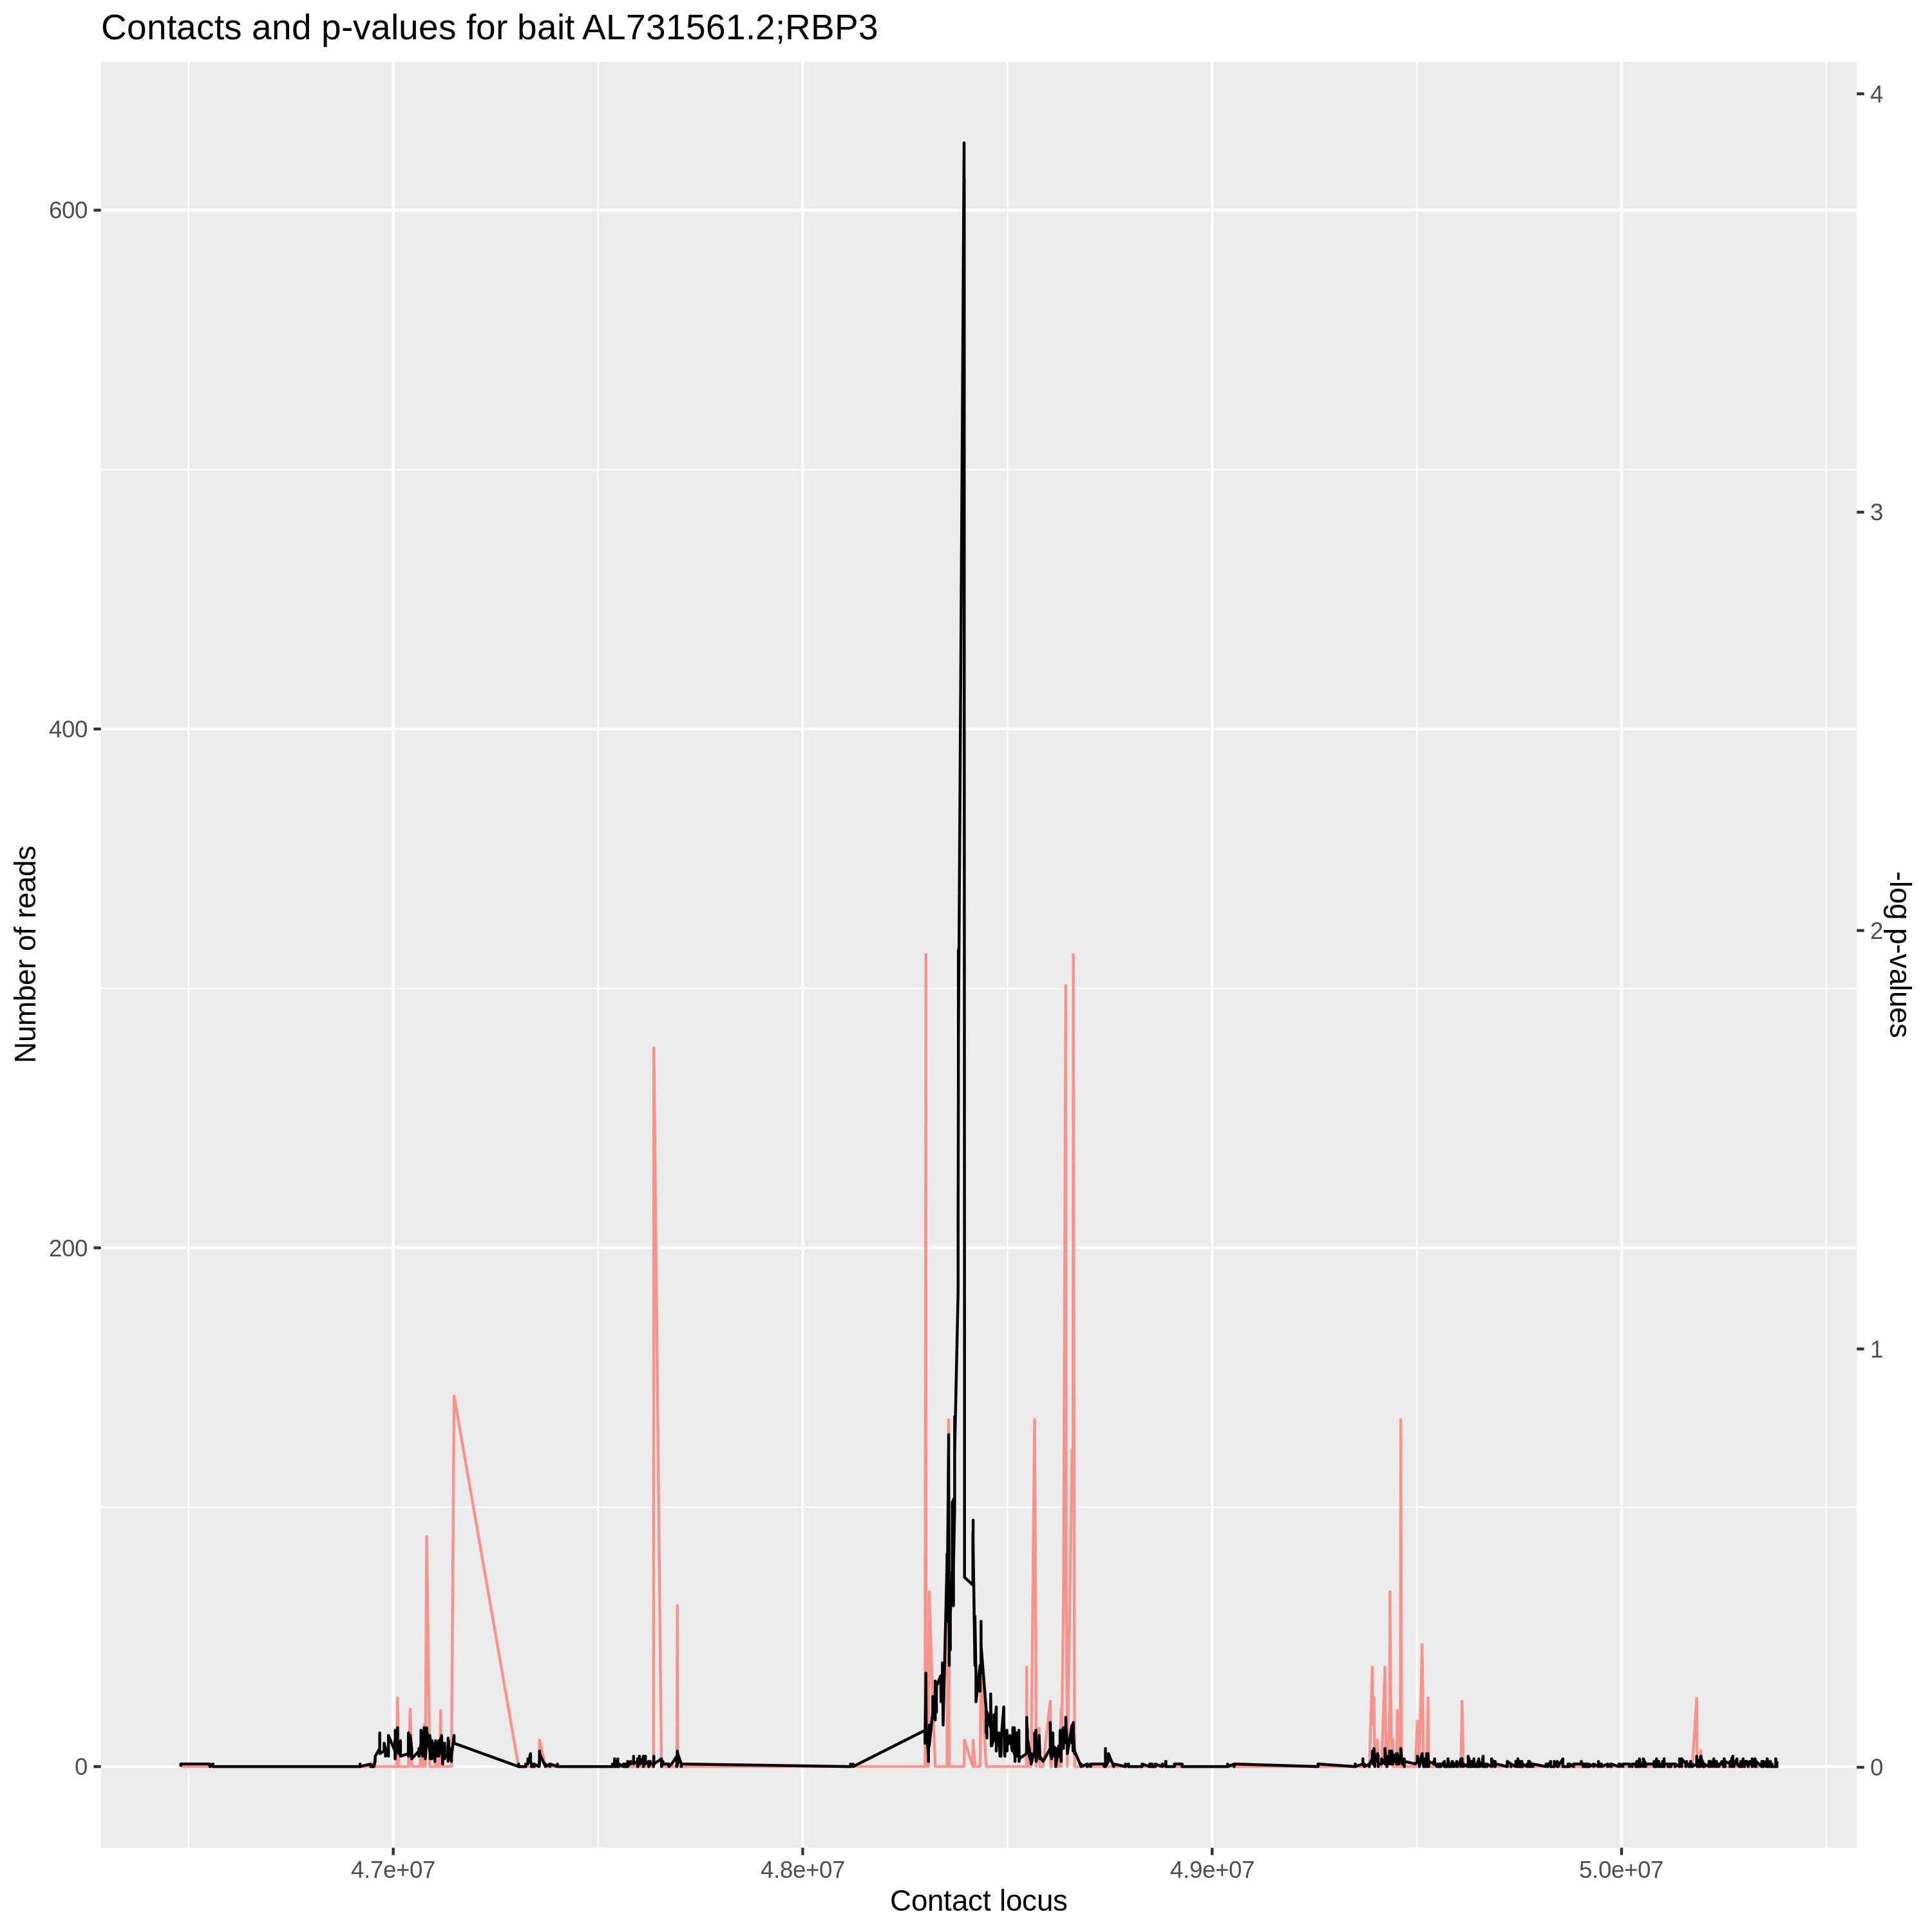 Contacts and p-values for bait AL731561.2;RBP3
Number of reads
600
400
200
0
4
3
2
1
0
-log p-values
4.7e+07 4.8e+07 4.9e+07 5.0e+07
Contact locus